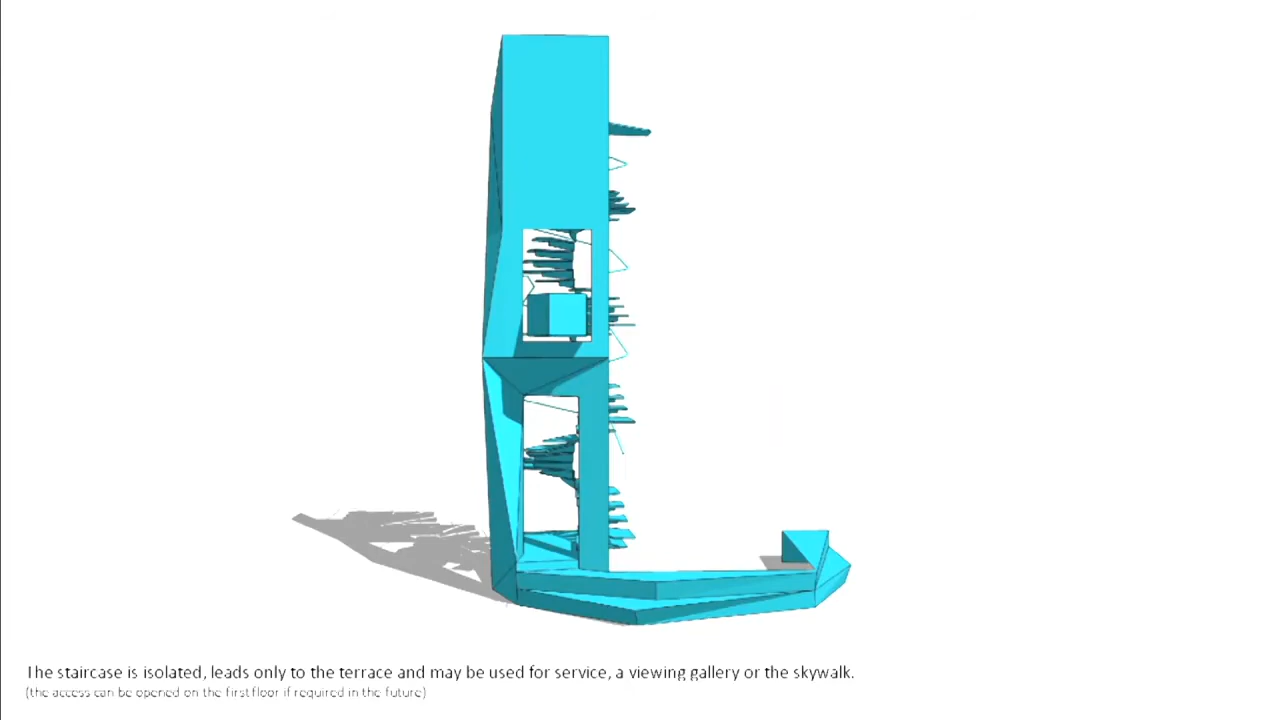 The staircase is isolated, leads only to the terrace and may be used for service, a viewing gallery or the skywalk.
(the access can be opened on the first floor if required in the future)